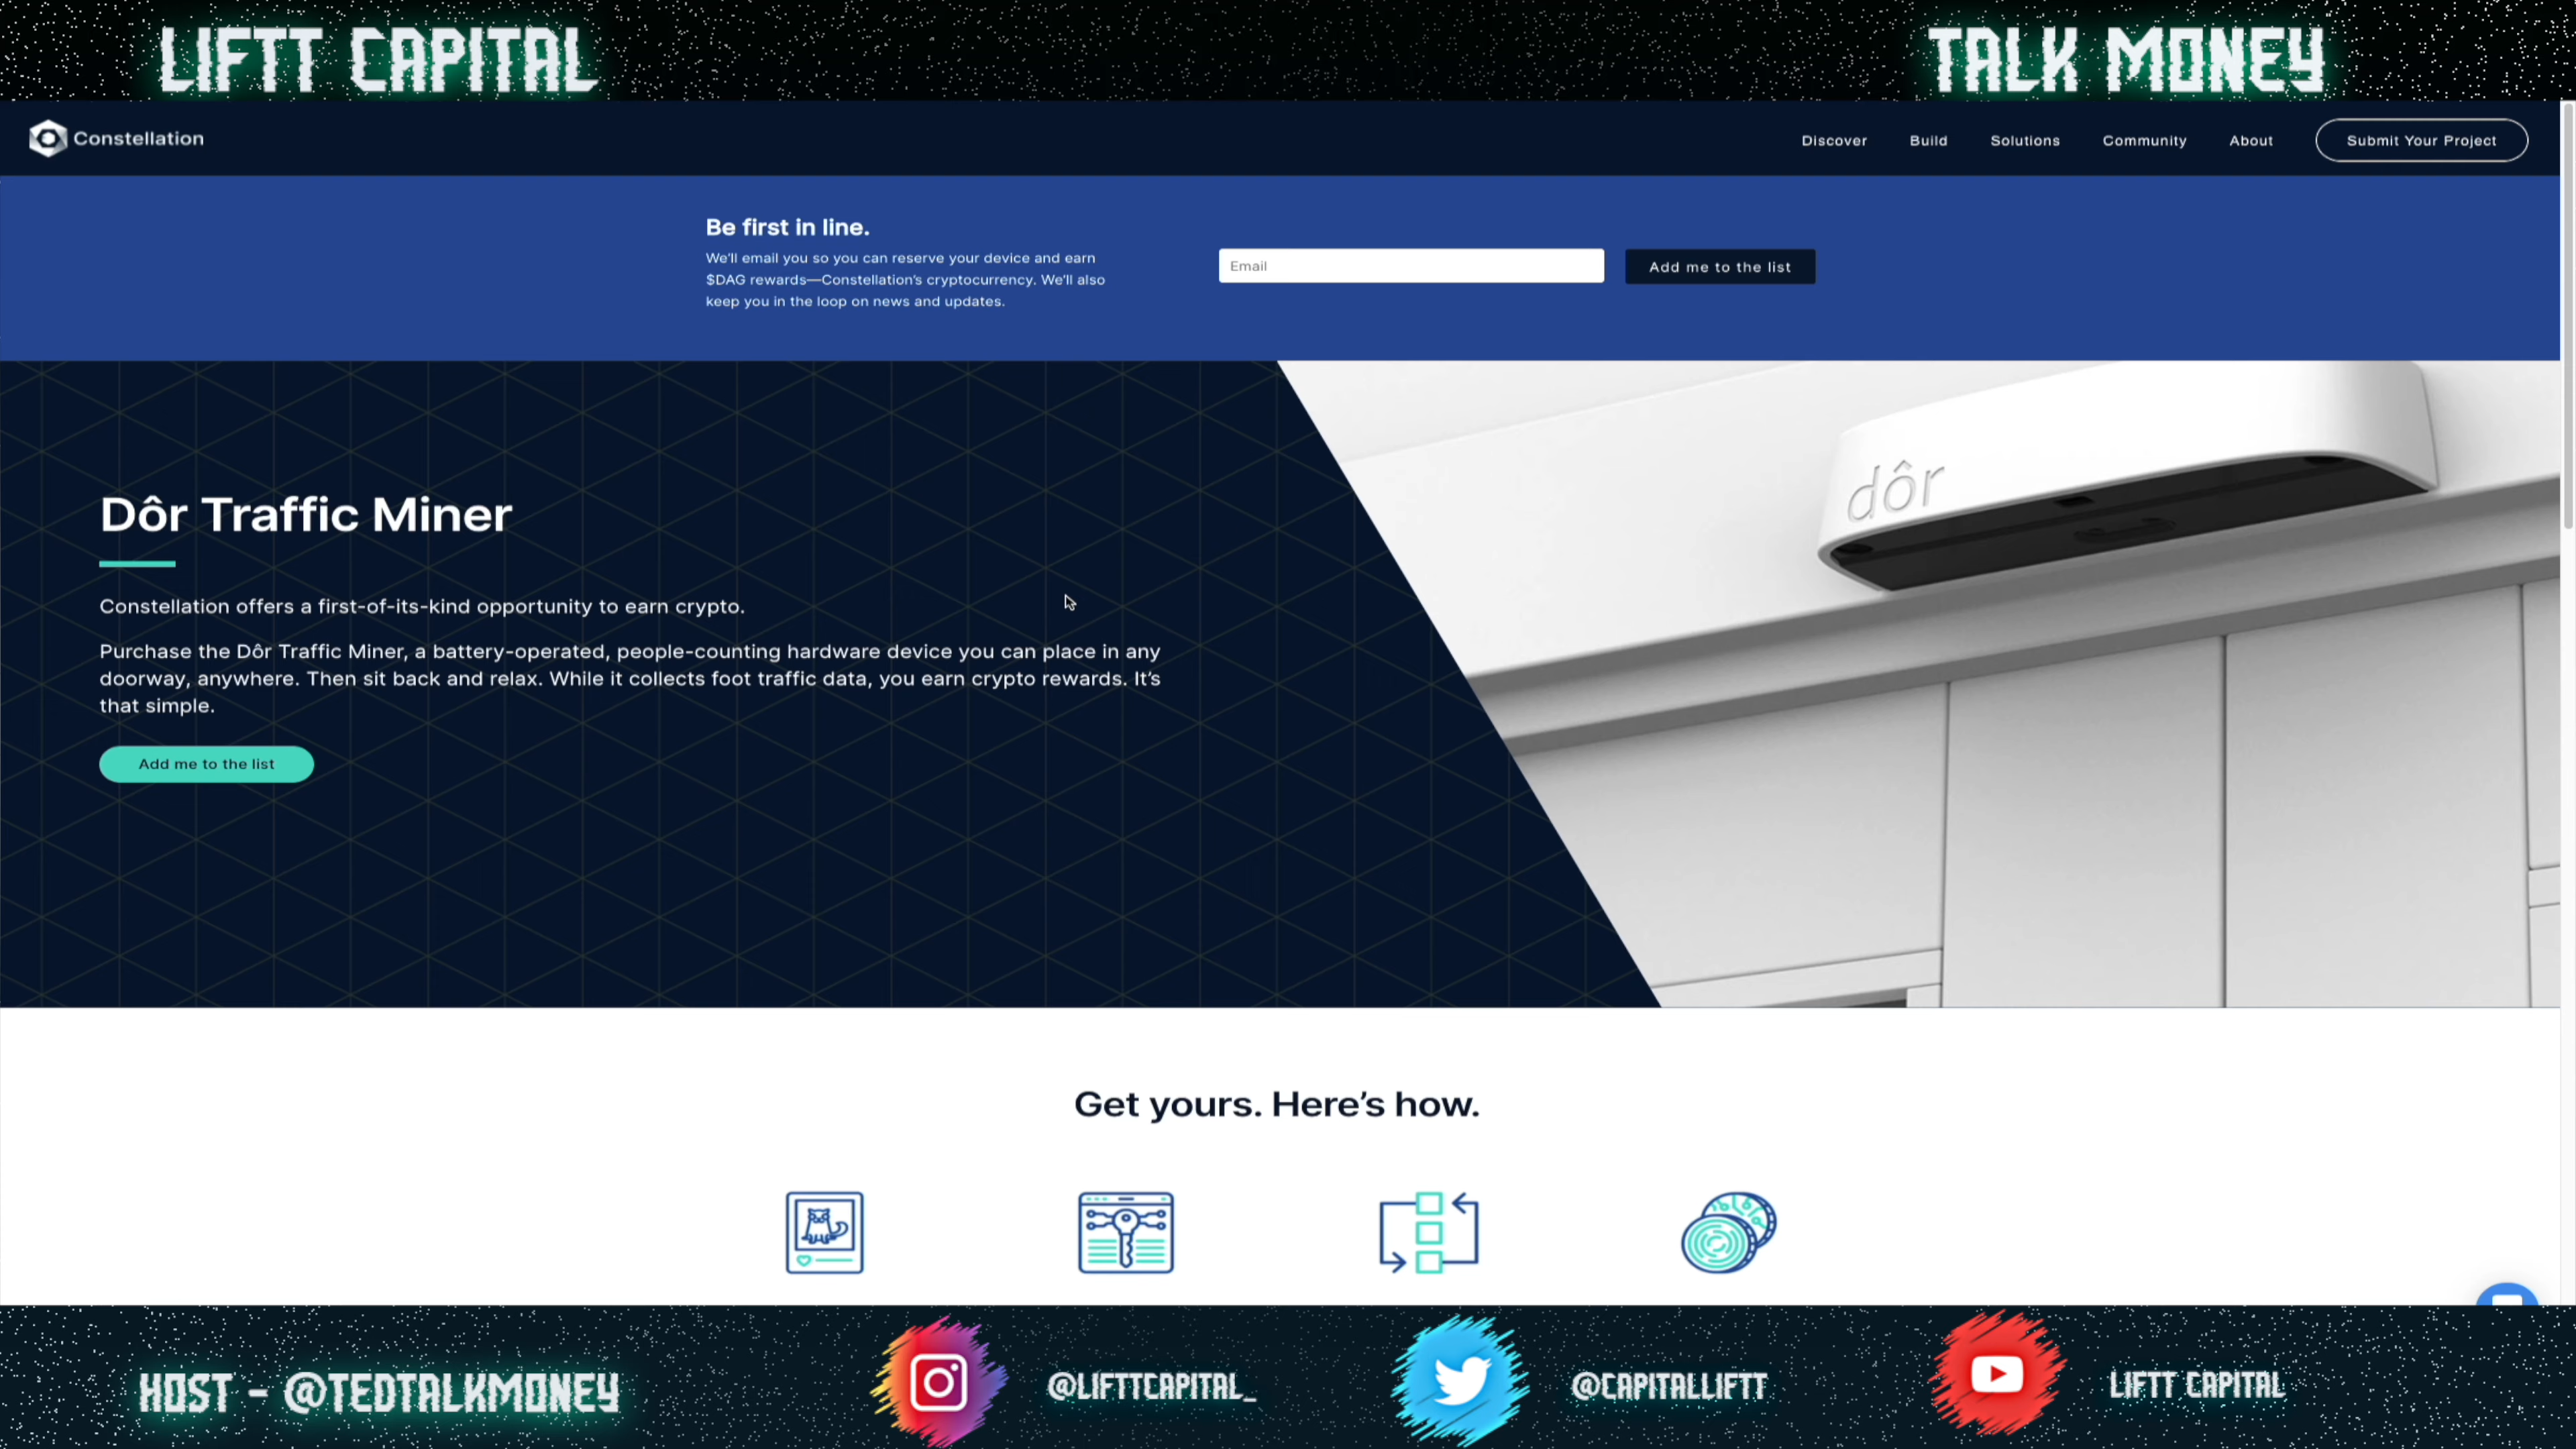 LIFTT CAPITAL
TALK MONEY
Constellation
Discover
Build
Solutions
Community
About
Submit Your Project
Be first in line.
We'll email you so you can reserve your device and earn
$DAG rewards—Constellation's cryptocurrency. We'll also
keep you in the loop on news and updates.
Email
Add me to the list
dôr
Dôr Traffic Miner
Constellation offers a first-of-its-kind opportunity to earn crypto.
Purchase the Dôr Traffic Miner, a battery-operated, people-counting hardware device you can place in any
doorway, anywhere. Then sit back and relax. While it collects foot traffic data, you earn crypto rewards. It's
that simple.
Add me to the list
Get yours. Here's how.
HOST - @TEDTALKMONEY
@LIFTTCAPITAL_
@CAPITALLIFTT
LIFTT CAPITAL